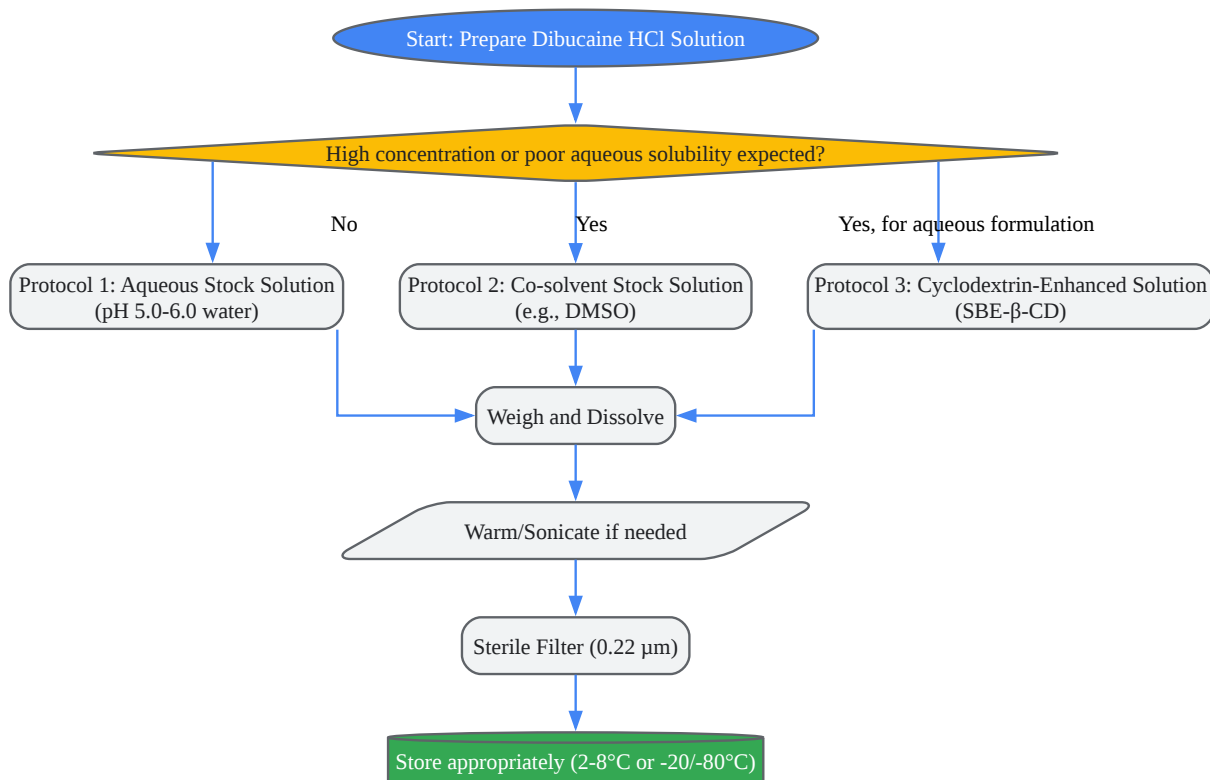 Start: Prepare Dibucaine HCl Solution
High concentration or poor aqueous solubility expected?
No
Yes
Yes, for aqueous formulation
Protocol 1: Aqueous Stock Solution
(pH 5.0-6.0 water)
Protocol 2: Co-solvent Stock Solution
(e.g., DMSO)
Protocol 3: Cyclodextrin-Enhanced Solution
(SBE-β-CD)
Weigh and Dissolve
Warm/Sonicate if needed
Sterile Filter (0.22 µm)
Store appropriately (2-8°C or -20/-80°C)